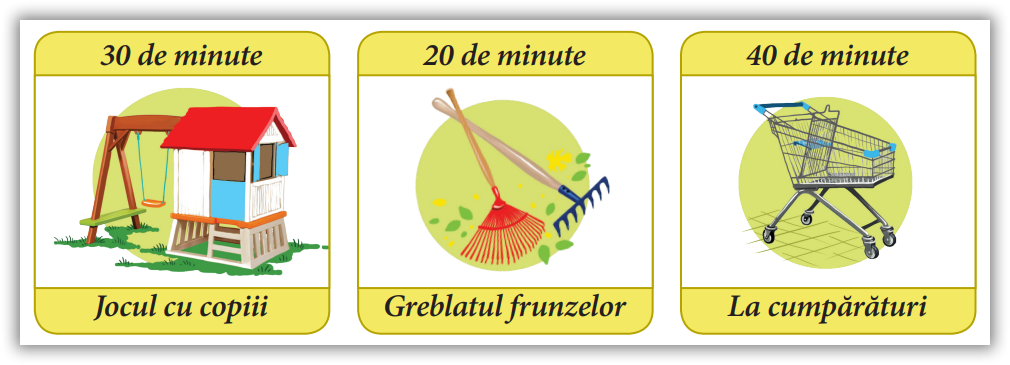 30 de minute
Jocul cu copiii
20 de minute
Greblatul frunzelor
40 de minute
La cumpărături